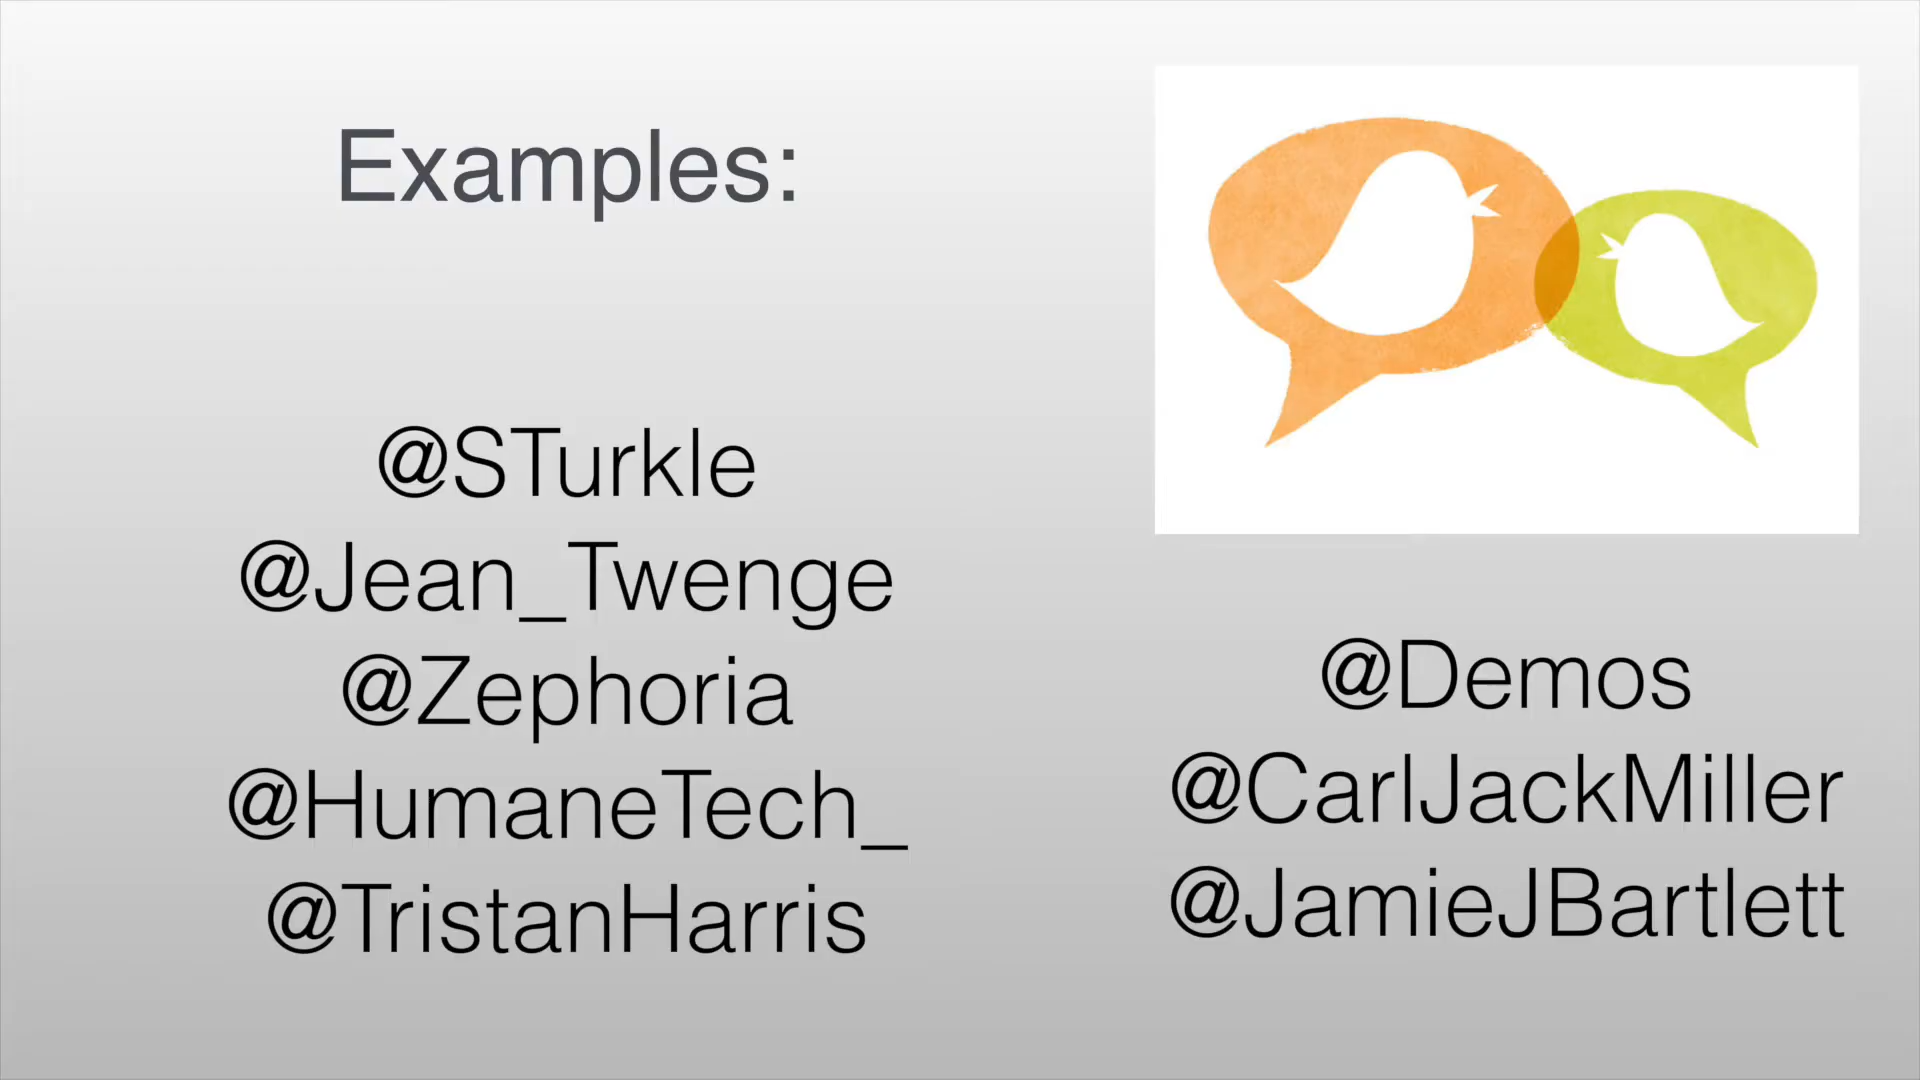 Examples:
@STurkle
@Jean_Twenge
@Zephoria
@HumaneTech_
@TristanHarris
@Demos
@CarlJackMiller
@JamieJBartlett